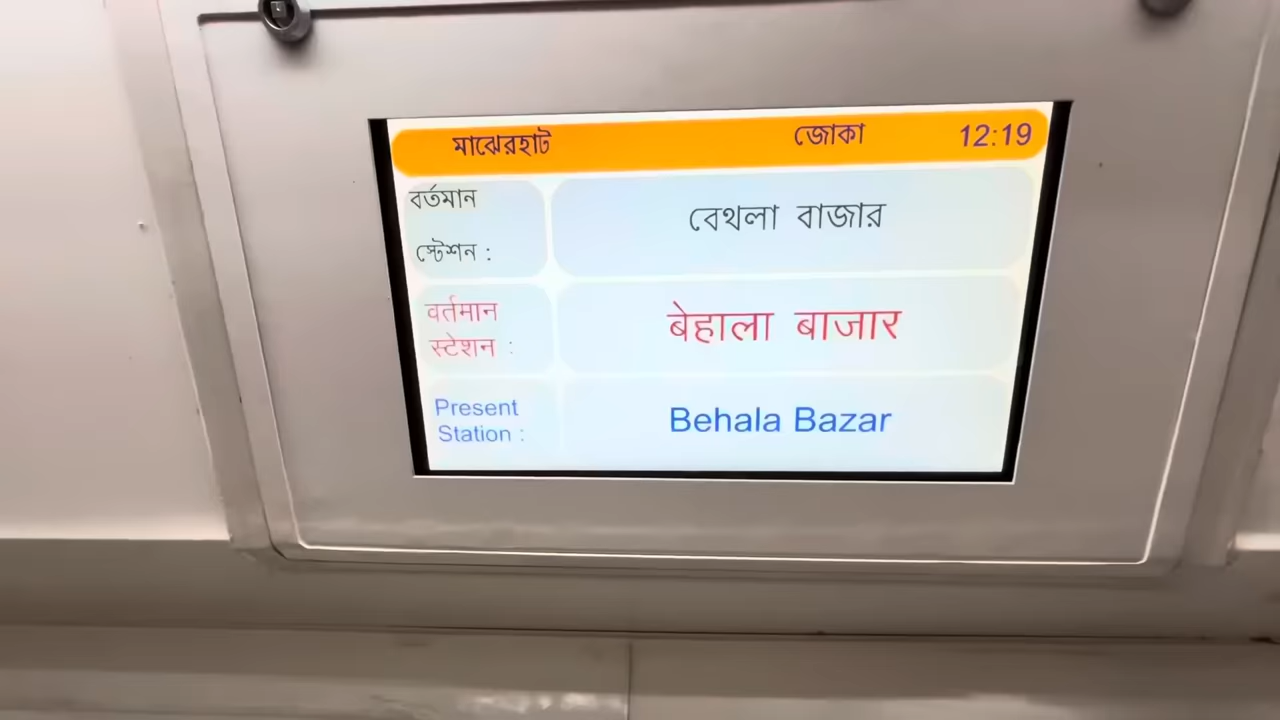 মাঝেরহাট জোকা 12:19
বর্তমান
স্টেশন :
বেথলা বাজার
वर्तमान
स्टेशन :
बेहाला बाजार
Present
Station :
Behala Bazar